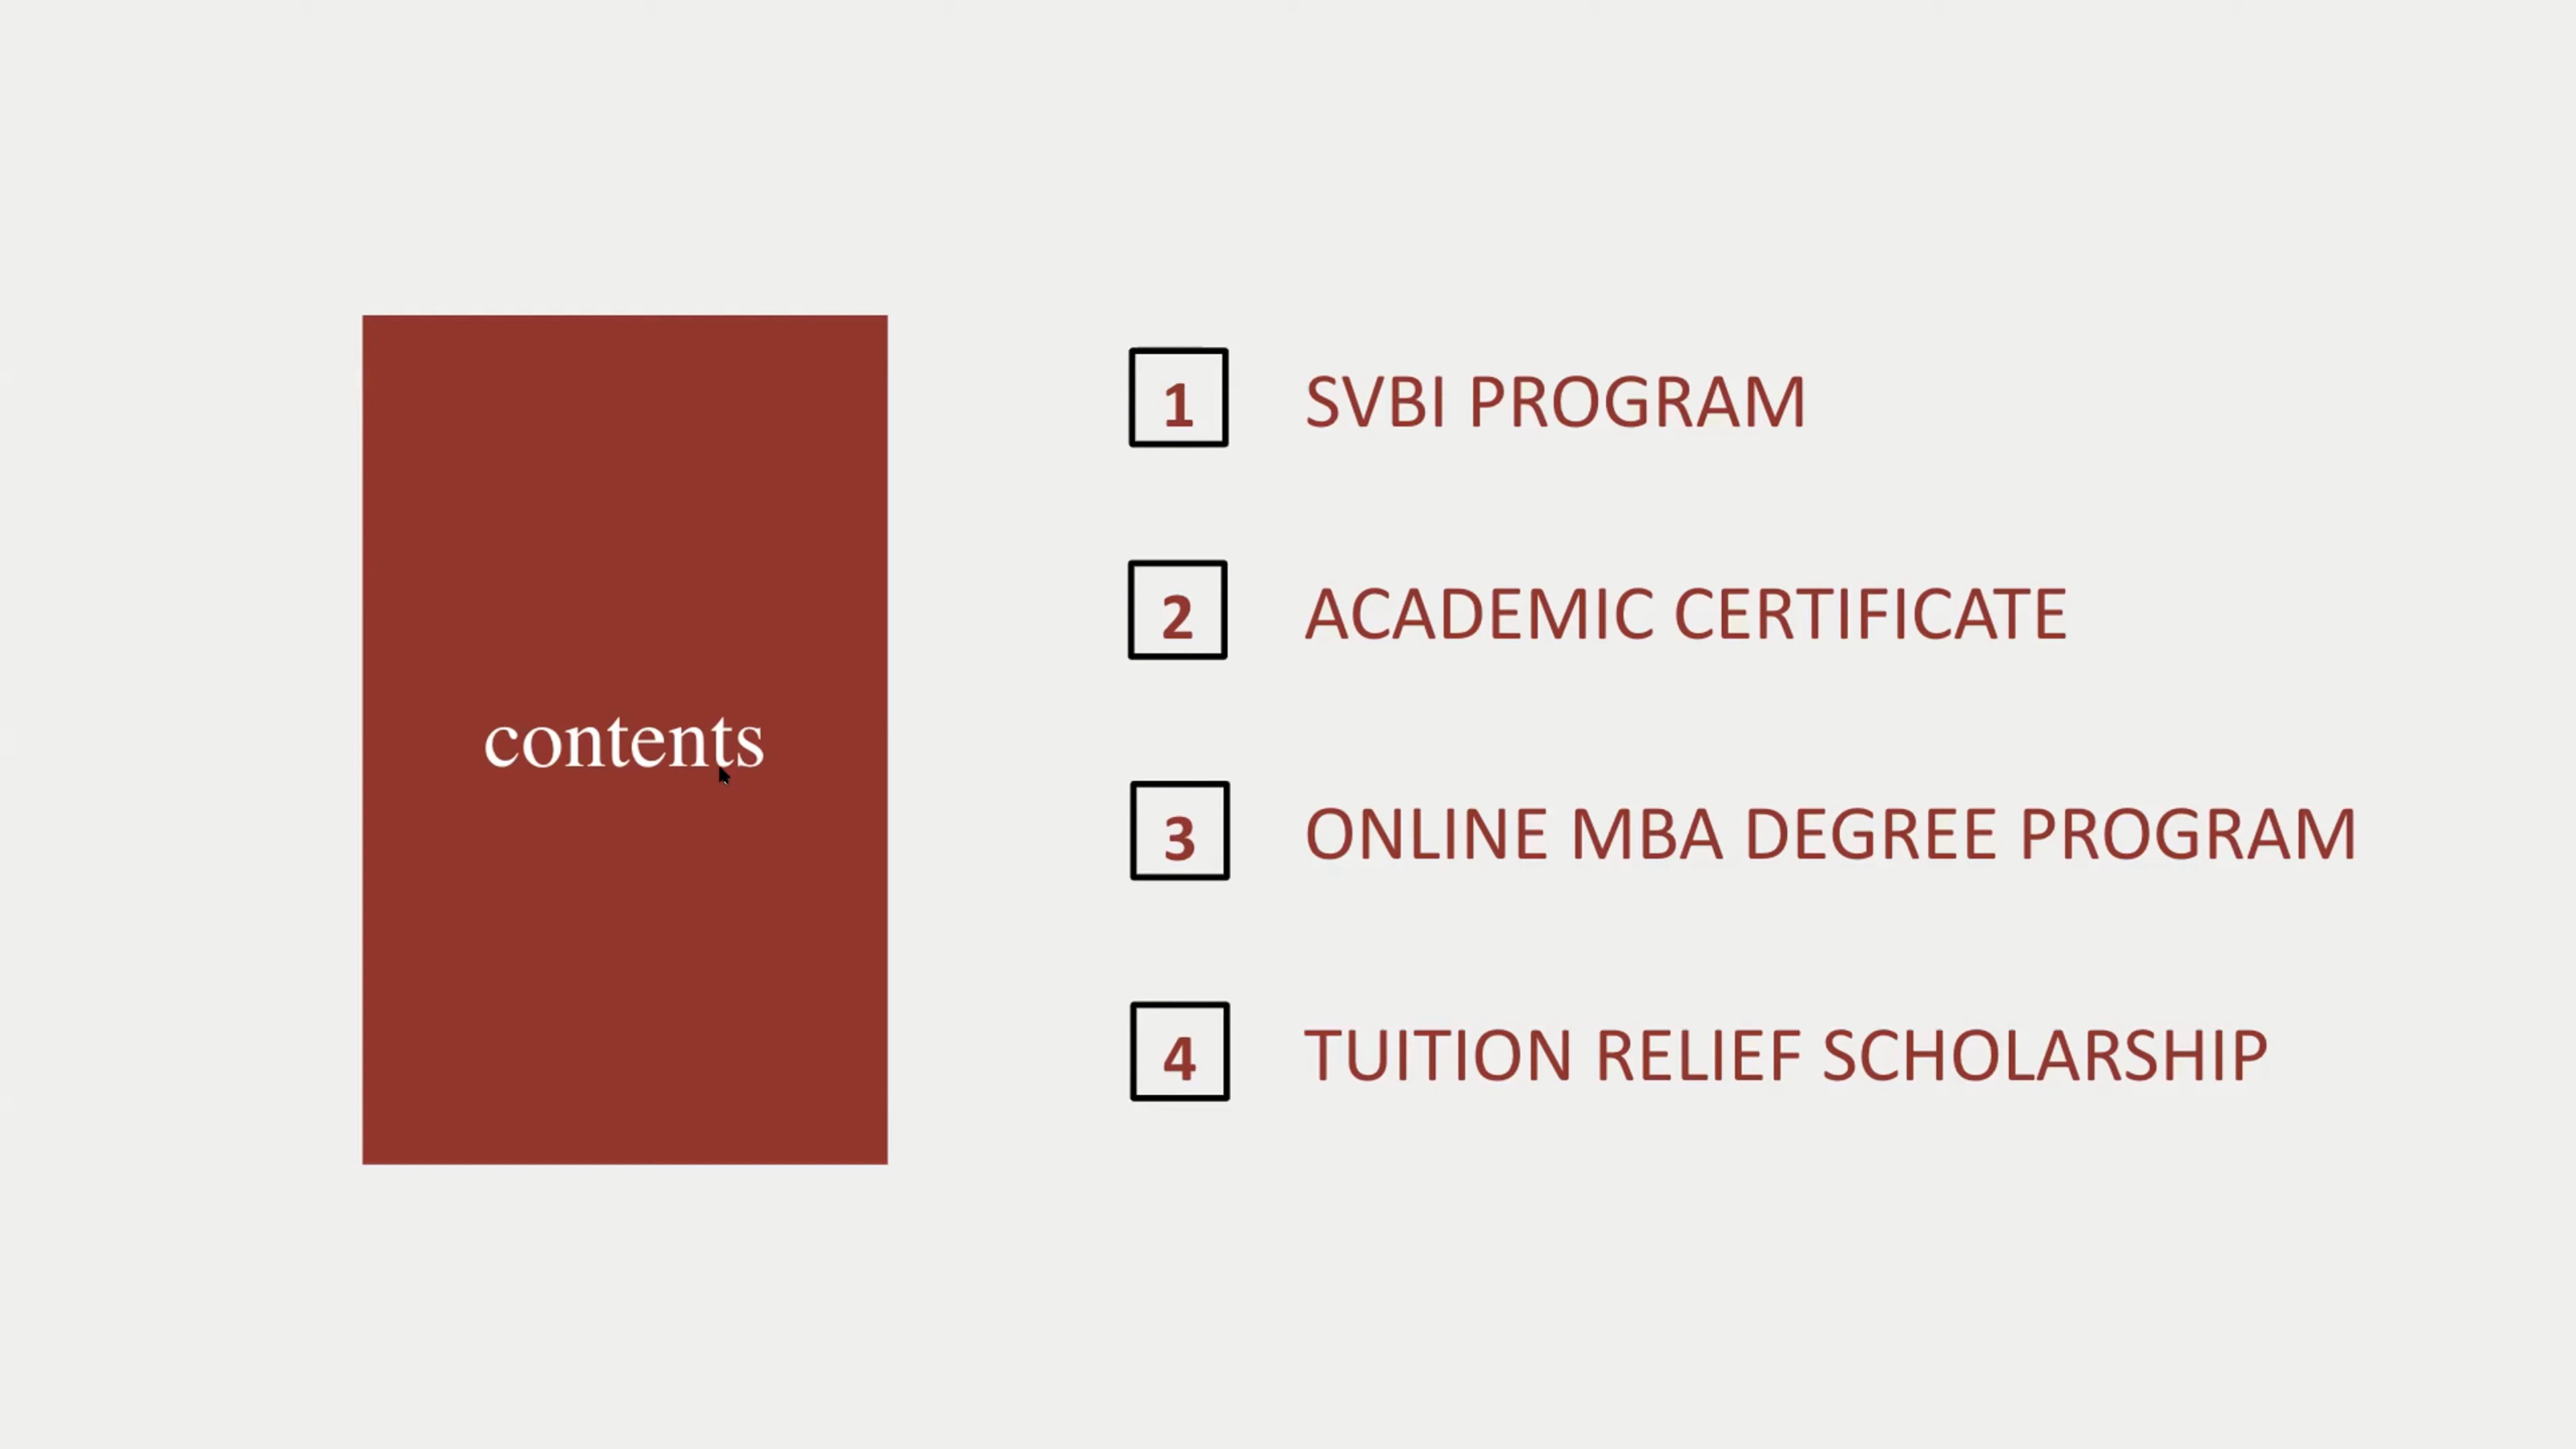 contents
1 SVBI PROGRAM
2 ACADEMIC CERTIFICATE
3 ONLINE MBA DEGREE PROGRAM
4 TUITION RELIEF SCHOLARSHIP